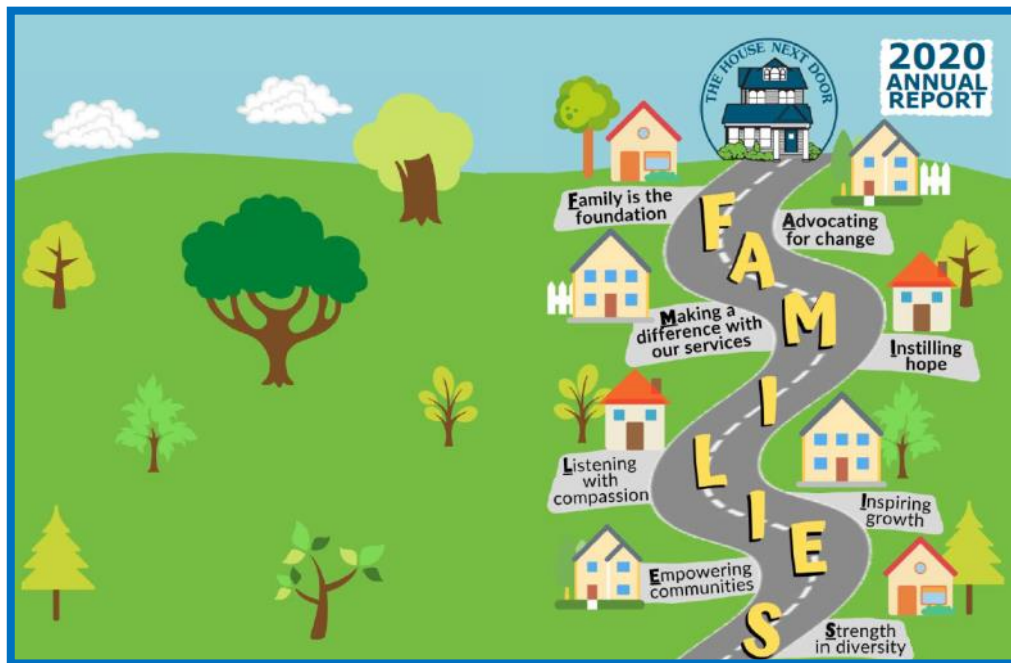 THE HOUSE NEXT DOOR
2020
ANNUAL
REPORT
Family is the
foundation
Advocating
for change
Making a
difference with
our services
Instilling
hope
Listening
with
compassion
Inspiring
growth
Empowering
communities
Strength
in diversity
FAMILIES